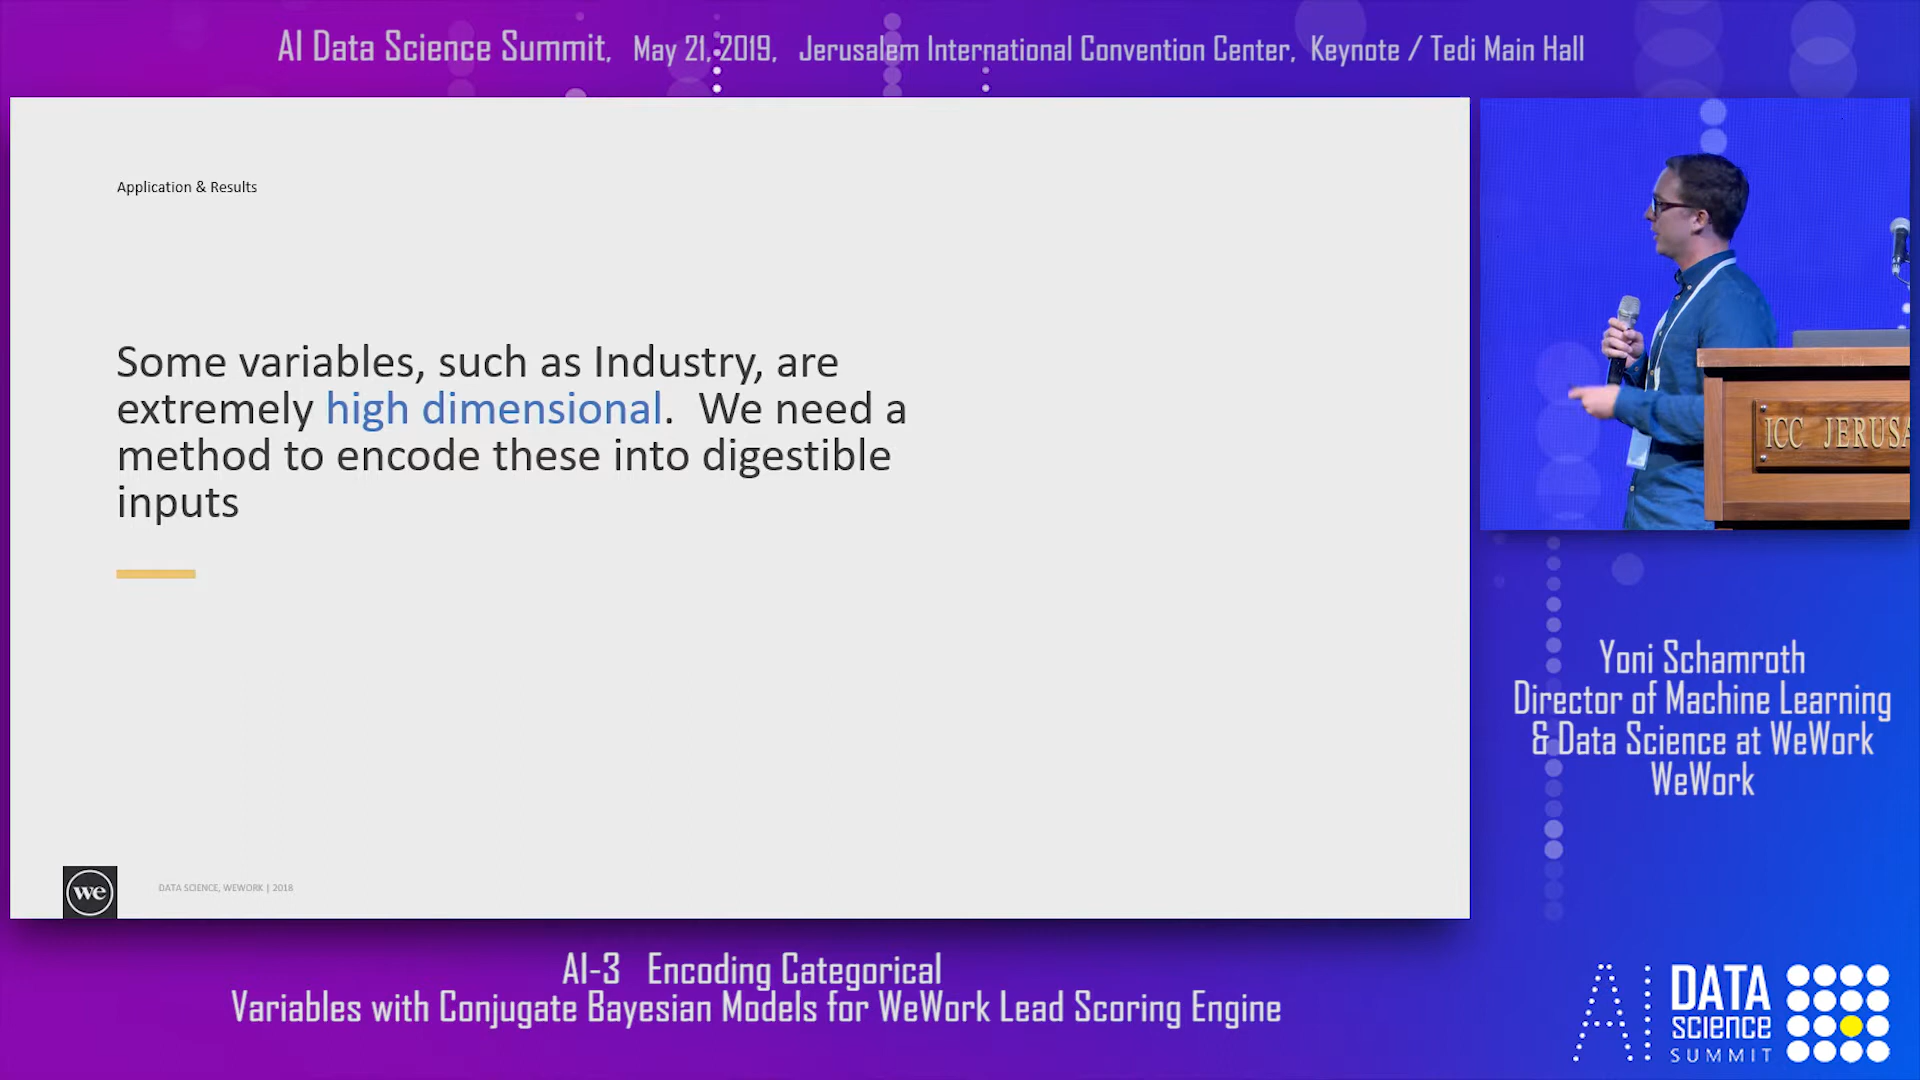 AI Data Science Summit, May 21, 2019, Jerusalem International Convention Center, Keynote / Tedi Main Hall
Application & Results
Some variables, such as Industry, are
extremely high dimensional. We need a
method to encode these into digestible
inputs
we
DATA SCIENCE, WEWORK | 2018
ICC JERUSA
Yoni Schamroth
Director of Machine Learning
& Data Science at WeWork
WeWork
AI-3 Encoding Categorical
Variables with Conjugate Bayesian Models for WeWork Lead Scoring Engine
AI DATA
SCIENCE
SUMMIT